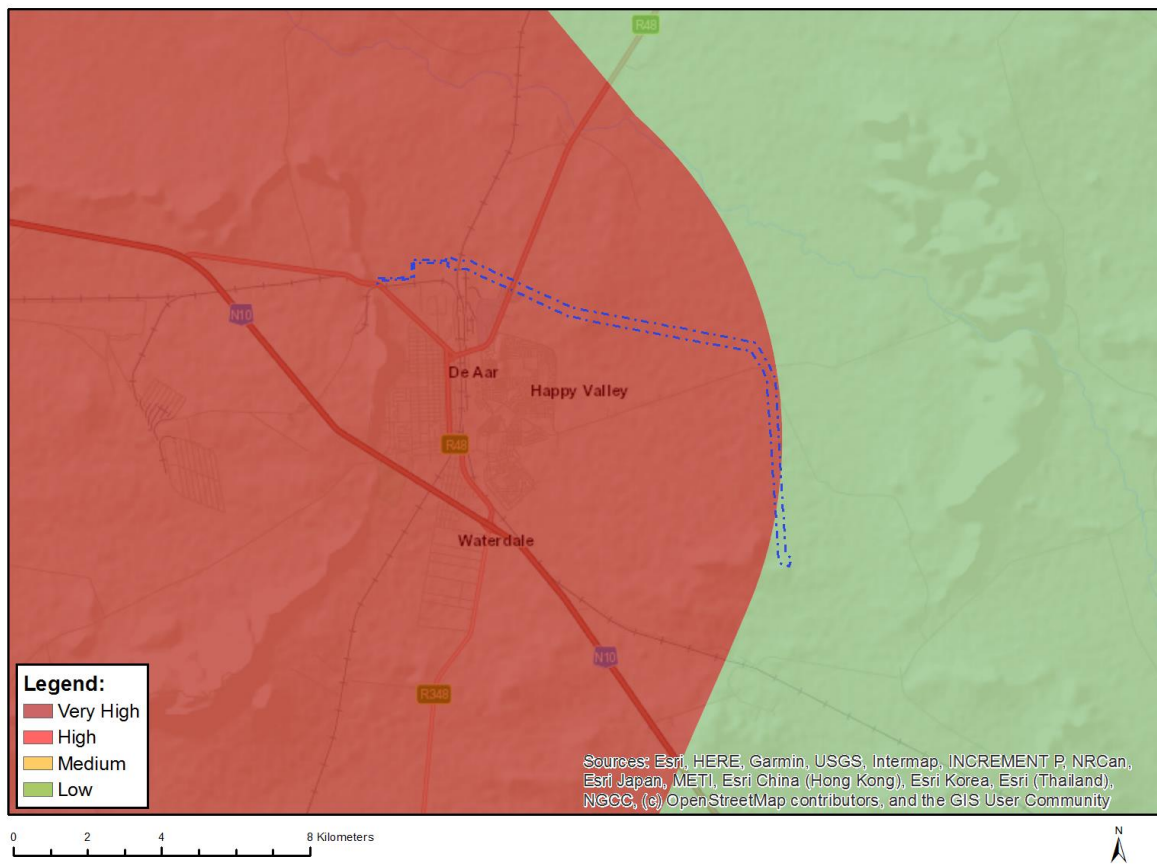 R48
N10
De Aar
Happy Valley
R48
Waterdale
N10
R348
Legend:
Very High
High
Medium
Low
Sources: Esri, HERE, Garmin, USGS, Intermap, INCREMENT P, NRCan,
Esri Japan, METI, Esri China (Hong Kong), Esri Korea, Esri (Thailand),
NGCC, (c) OpenStreetMap contributors, and the GIS User Community
0 2 4 8 Kilometers
N